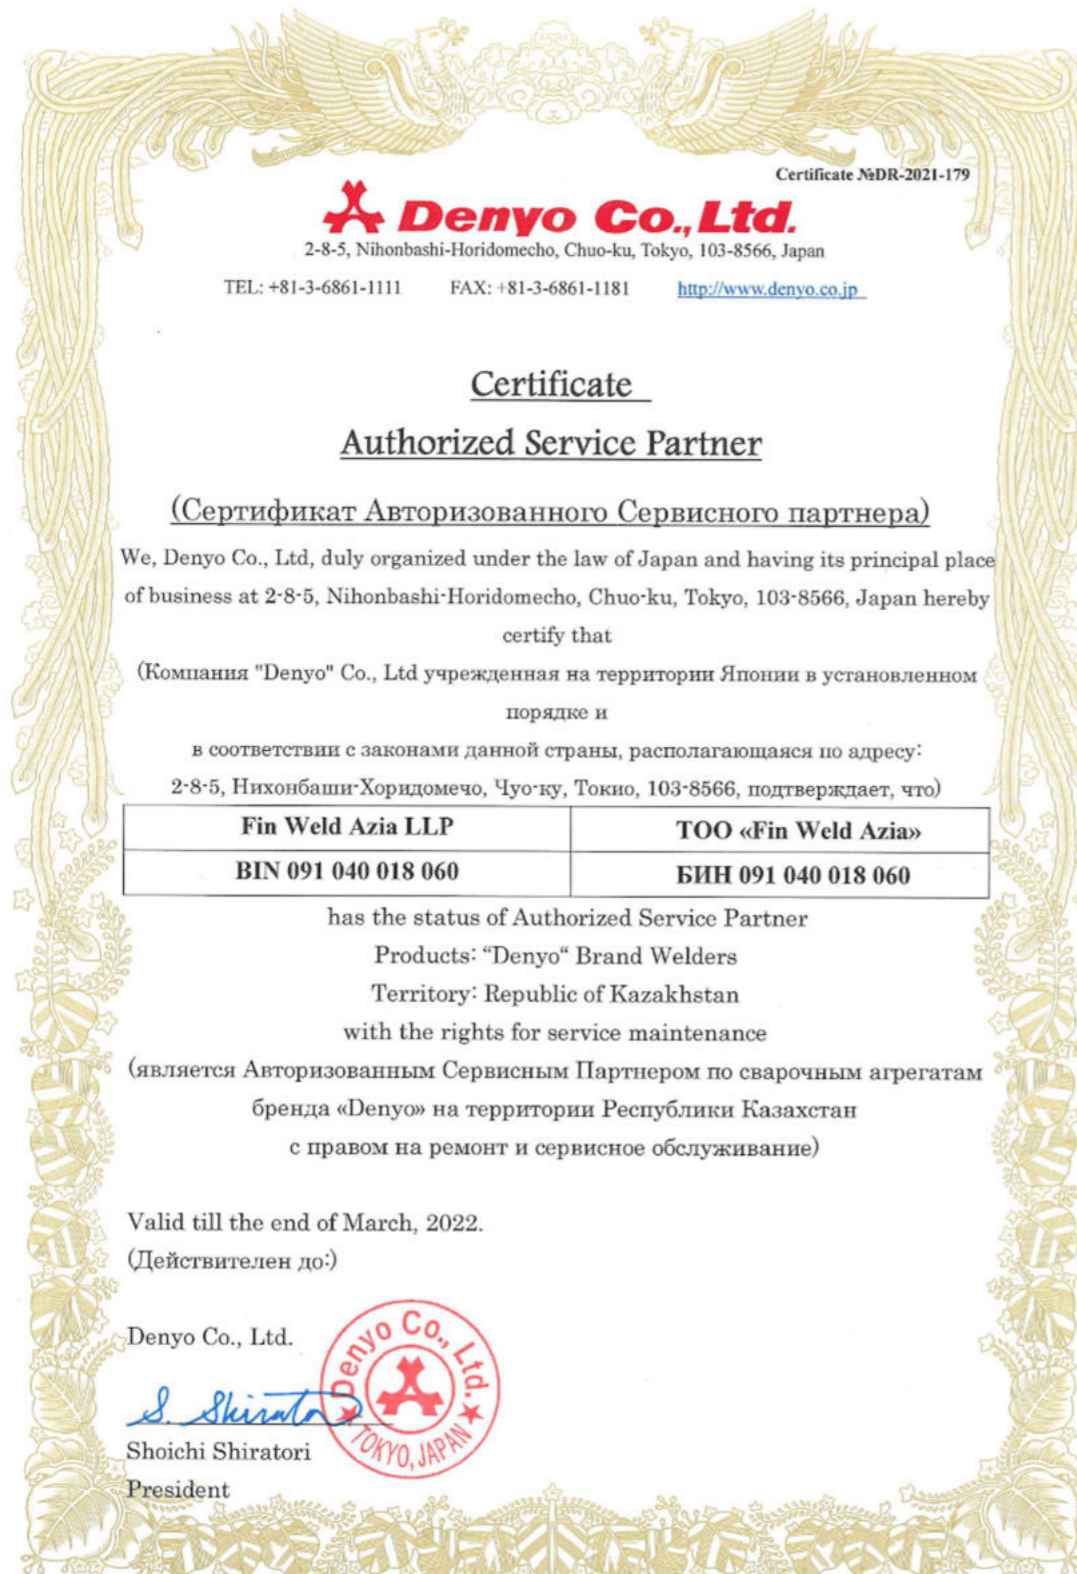 Certificate №DR-2021-179
Denyo Co., Ltd.
2-8-5, Nihonbashi-Horidomecho, Chuo-ku, Tokyo, 103-8566, Japan
TEL: +81-3-6861-1111 FAX: +81-3-6861-1181 http://www.denyo.co.jp
Certificate
Authorized Service Partner
(Сертификат Авторизованного Сервисного партнера)
We, Denyo Co., Ltd, duly organized under the law of Japan and having its principal place
of business at 2-8-5, Nihonbashi-Horidomecho, Chuo-ku, Tokyo, 103-8566, Japan hereby
certify that
(Компания "Denyo" Co., Ltd учрежденная на территории Японии в установленном
порядке и
в соответствии с законами данной страны, располагающаяся по адресу:
2-8-5, Нихонбаши-Хоридомечо, Чуо-ку, Токио, 103-8566, подтверждает, что)
Fin Weld Azia LLP ТОО «Fin Weld Azia»
BIN 091 040 018 060 БИН 091 040 018 060
has the status of Authorized Service Partner
Products: “Denyo“ Brand Welders
Territory: Republic of Kazakhstan
with the rights for service maintenance
(является Авторизованным Сервисным Партнером по сварочным агрегатам
бренда «Denyo» на территории Республики Казахстан
с правом на ремонт и сервисное обслуживание)
Valid till the end of March, 2022.
(Действителен до:)
Denyo Co., Ltd.
S. Shiratori
Denyo Co., Ltd.
TOKYO, JAPAN
Shoichi Shiratori
President